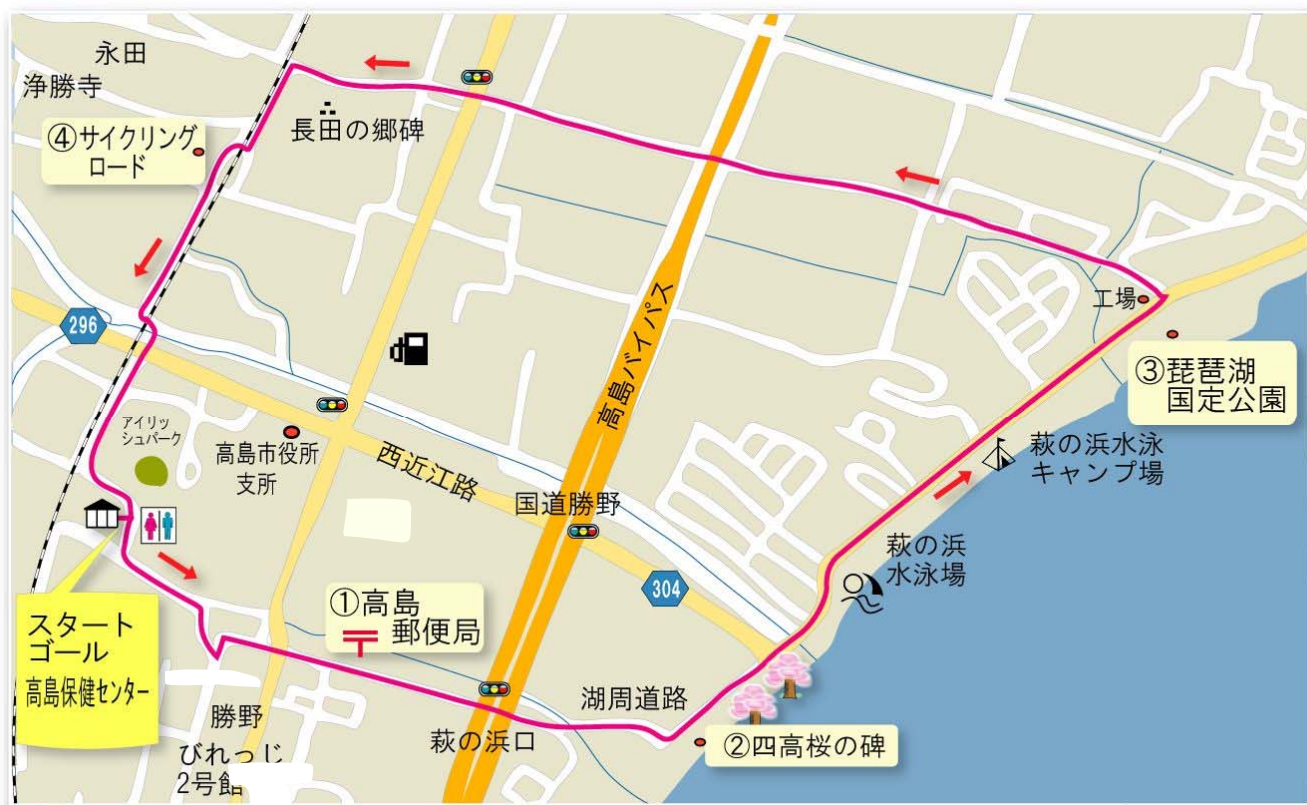 永田
浄勝寺
④サイクリング
ロード
長田の郷碑
296
高島バイパス
工場
③琵琶湖
国定公園
アイリッ
シュパーク
高島市役所
支所
西近江路
国道勝野
萩の浜水泳
キャンプ場
萩の浜
水泳場
304
スタート
ゴール
高島保健センター
①高島
郵便局
湖周道路
勝野
びれっじ
2号館
萩の浜口
②四高桜の碑